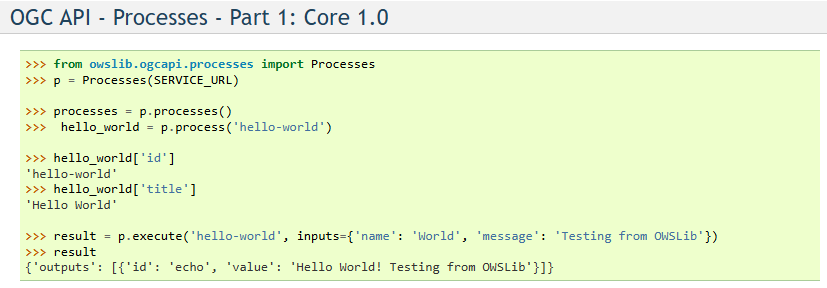 OGC API - Processes - Part 1: Core 1.0
>>> from owslib.ogcapi.processes import Processes
>>> p = Processes(SERVICE_URL)
>>> processes = p.processes()
>>>  hello_world = p.process('hello-world')
>>> hello_world['id']
'hello-world'
>>> hello_world['title']
'Hello World'
>>> result = p.execute('hello-world', inputs={'name': 'World', 'message': 'Testing from OWSLib'})
>>> result
{'outputs': [{'id': 'echo', 'value': 'Hello World! Testing from OWSLib'}]}